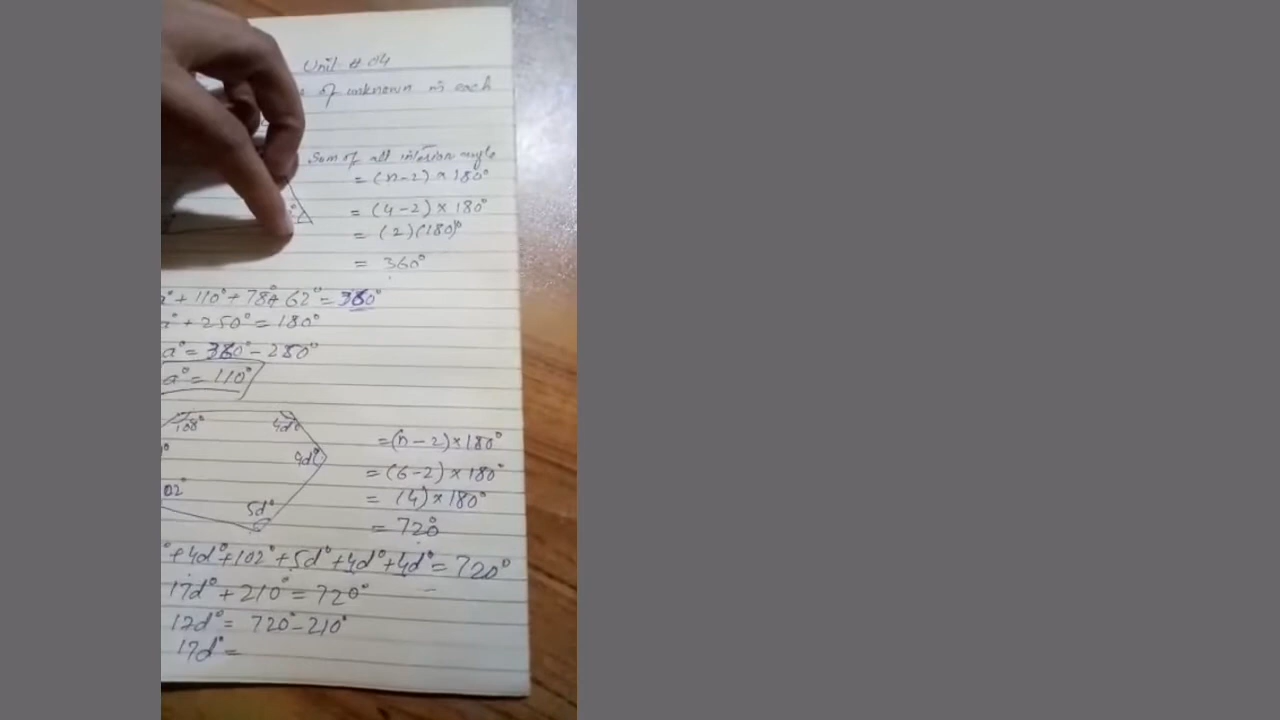 Unit # 04
of unknown in each
Sum of all interior angle
= (n-2) × 180°
= (4-2) × 180°
= (2)(180)°
= 360°
a° + 110° + 78° + 62° = 360°
a° + 250° = 180°
a° = 360° - 250°
a° = 110°
108°
4d°
4d°
02°
5d°
= (n-2) × 180°
= (6-2) × 180°
= (4) × 180°
= 720°
° + 4d° + 102° + 5d° + 4d° + 4d° = 720°
17d° + 210° = 720°
17d° = 720° - 210°
17d° =